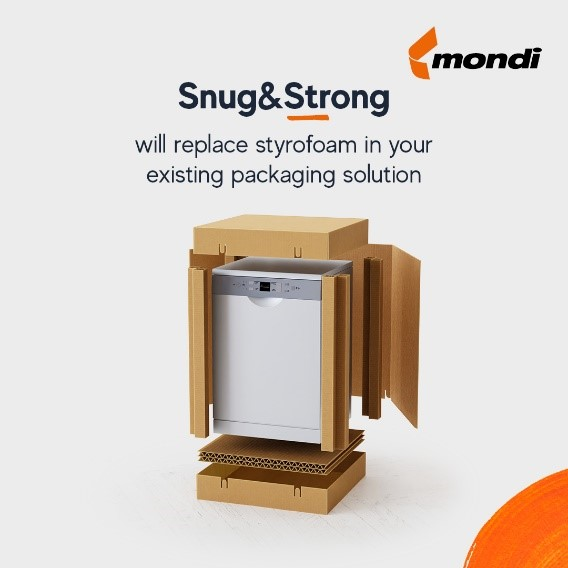 mondi
Snug&Strong
will replace styrofoam in your
existing packaging solution